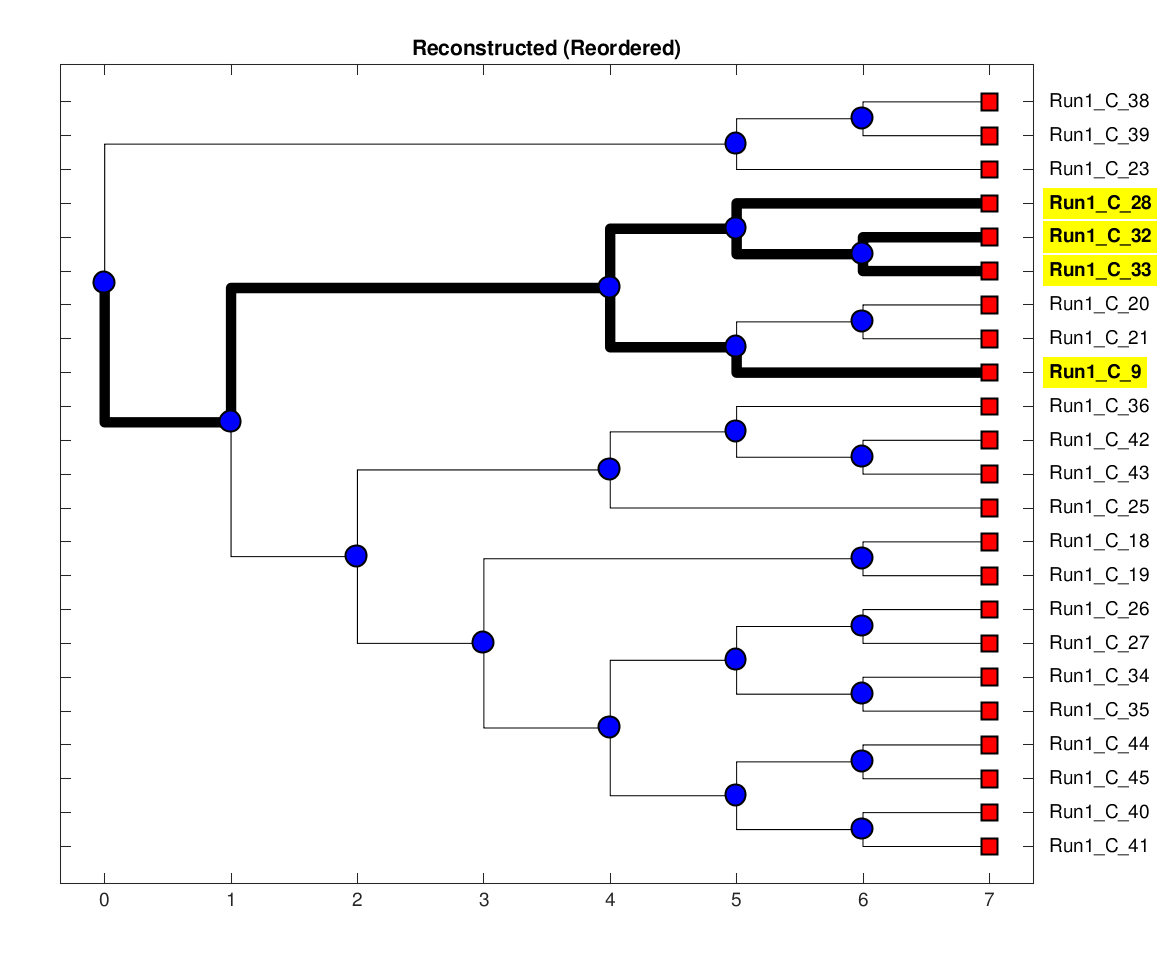 Reconstructed (Reordered)
Run1_C_38
Run1_C_39
Run1_C_23
Run1_C_28
Run1_C_32
Run1_C_33
Run1_C_20
Run1_C_21
Run1_C_9
Run1_C_36
Run1_C_42
Run1_C_43
Run1_C_25
Run1_C_18
Run1_C_19
Run1_C_26
Run1_C_27
Run1_C_34
Run1_C_35
Run1_C_44
Run1_C_45
Run1_C_40
Run1_C_41
0 1 2 3 4 5 6 7